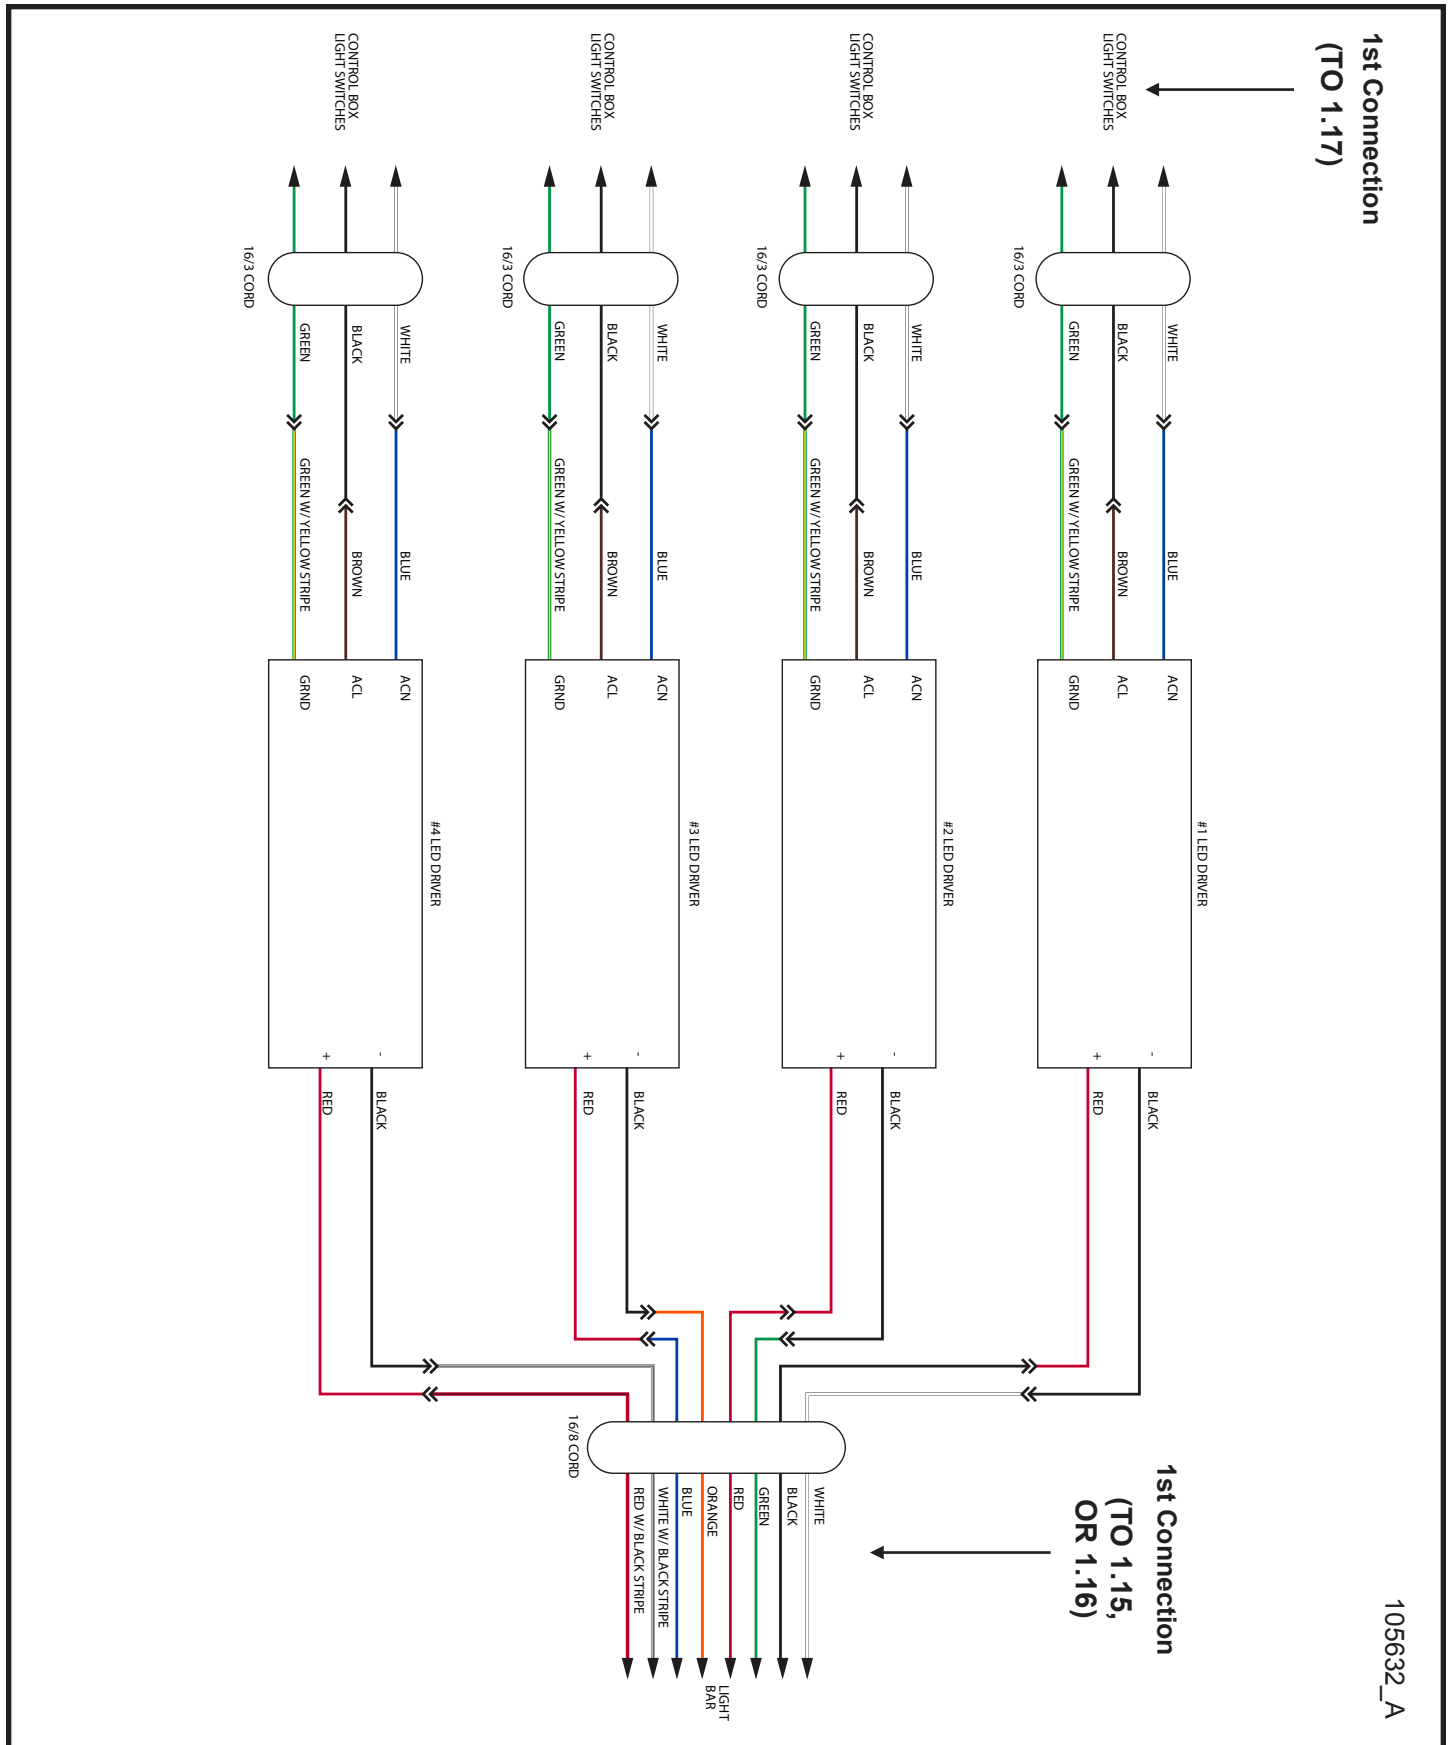 1st Connection
(TO 1.17)
105632_A
CONTROL BOX
LIGHT SWITCHES
16/3 CORD
WHITE
BLACK
GREEN
BLUE
BROWN
GREEN W/ YELLOW STRIPE
ACN
ACL
GRND
#1 LED DRIVER
-
+
BLACK
RED
CONTROL BOX
LIGHT SWITCHES
16/3 CORD
WHITE
BLACK
GREEN
BLUE
BROWN
GREEN W/ YELLOW STRIPE
ACN
ACL
GRND
#2 LED DRIVER
-
+
BLACK
RED
CONTROL BOX
LIGHT SWITCHES
16/3 CORD
WHITE
BLACK
GREEN
BLUE
BROWN
GREEN W/ YELLOW STRIPE
ACN
ACL
GRND
#3 LED DRIVER
-
+
BLACK
RED
CONTROL BOX
LIGHT SWITCHES
16/3 CORD
WHITE
BLACK
GREEN
BLUE
BROWN
GREEN W/ YELLOW STRIPE
ACN
ACL
GRND
#4 LED DRIVER
-
+
BLACK
RED
1st Connection
(TO 1.15,
OR 1.16)
16/8 CORD
WHITE
BLACK
GREEN
RED
ORANGE
BLUE
WHITE W/ BLACK STRIPE
RED W/ BLACK STRIPE
LIGHT
BAR